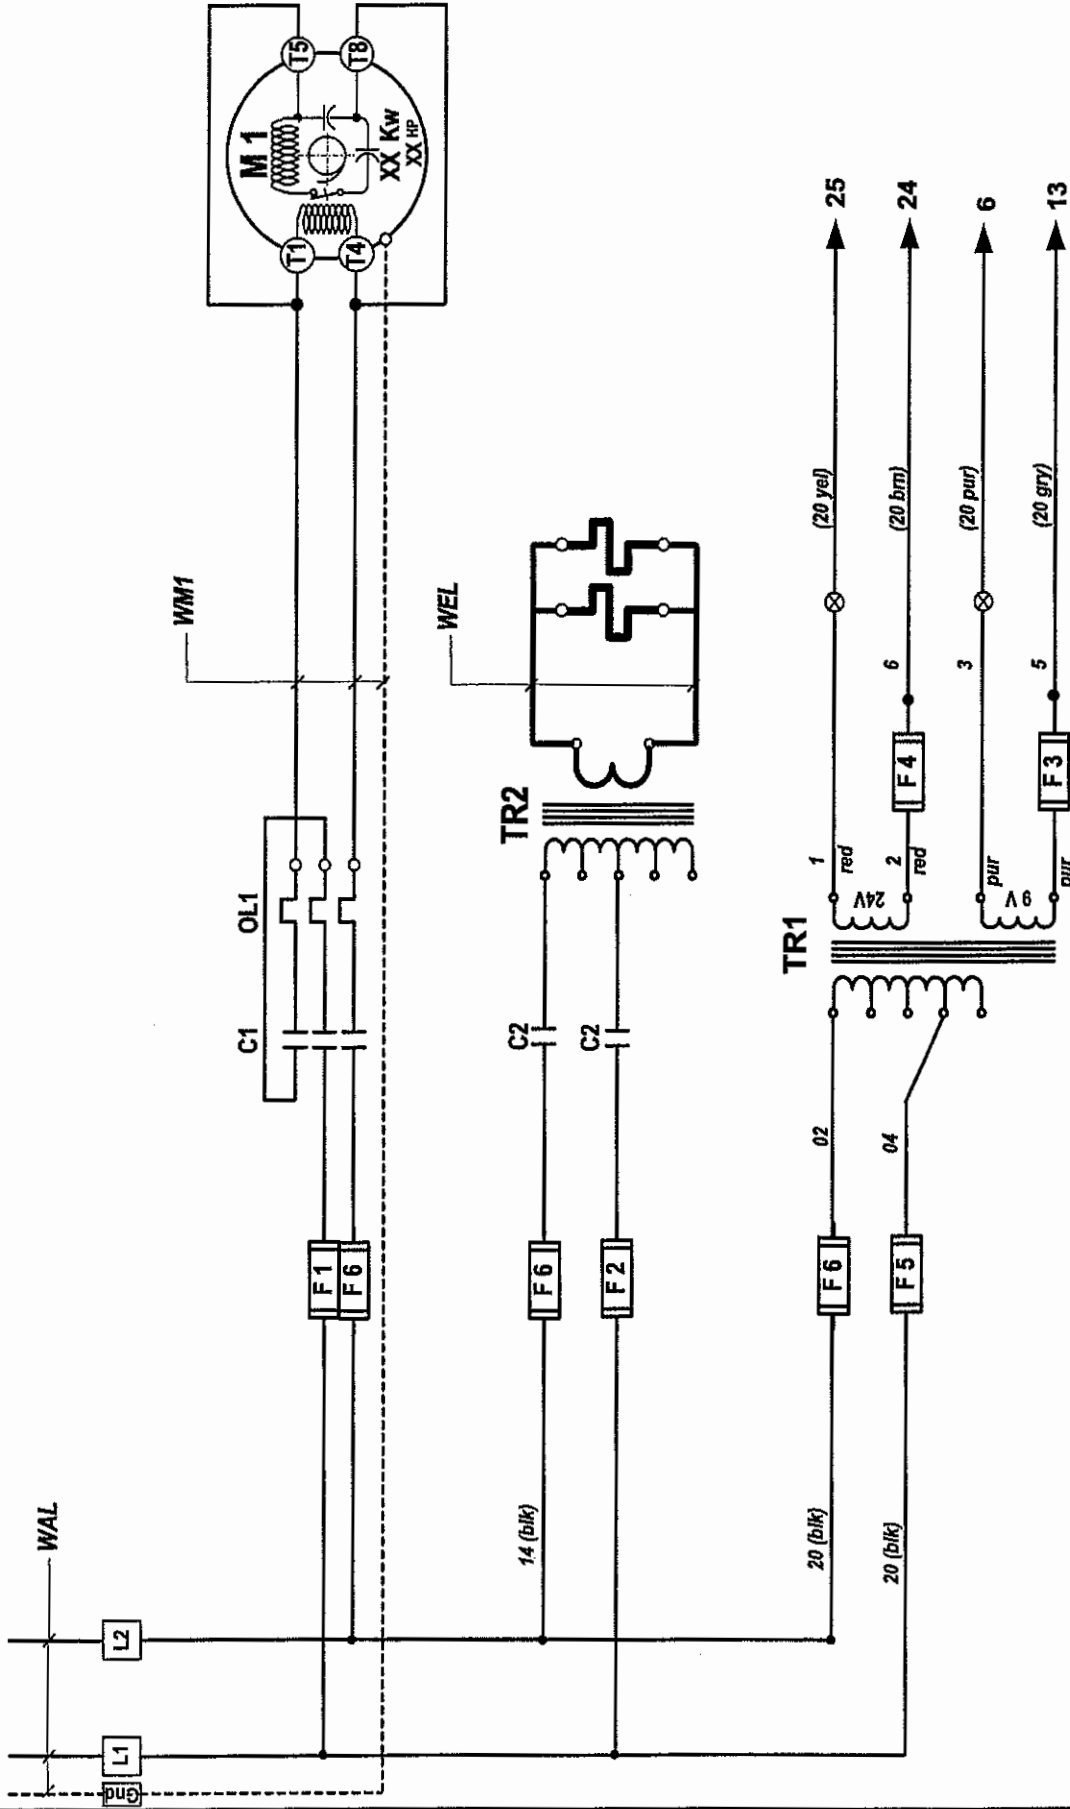 WAL
L2
L1
Gnd
WM1
T5
T8
M 1
XX Kw
XX HP
T1
T4
C1
OL1
F 1
F 6
WEL
TR2
C2
C2
14 (blk)
F 6
F 2
TR1
20 (blk)
F 6
02
20 (blk)
F 5
04
24V
1
red
(20 yel)
25
2
red
F 4
6
(20 brn)
24
9 V
pur
3
(20 pur)
6
pur
F 3
5
(20 gry)
13